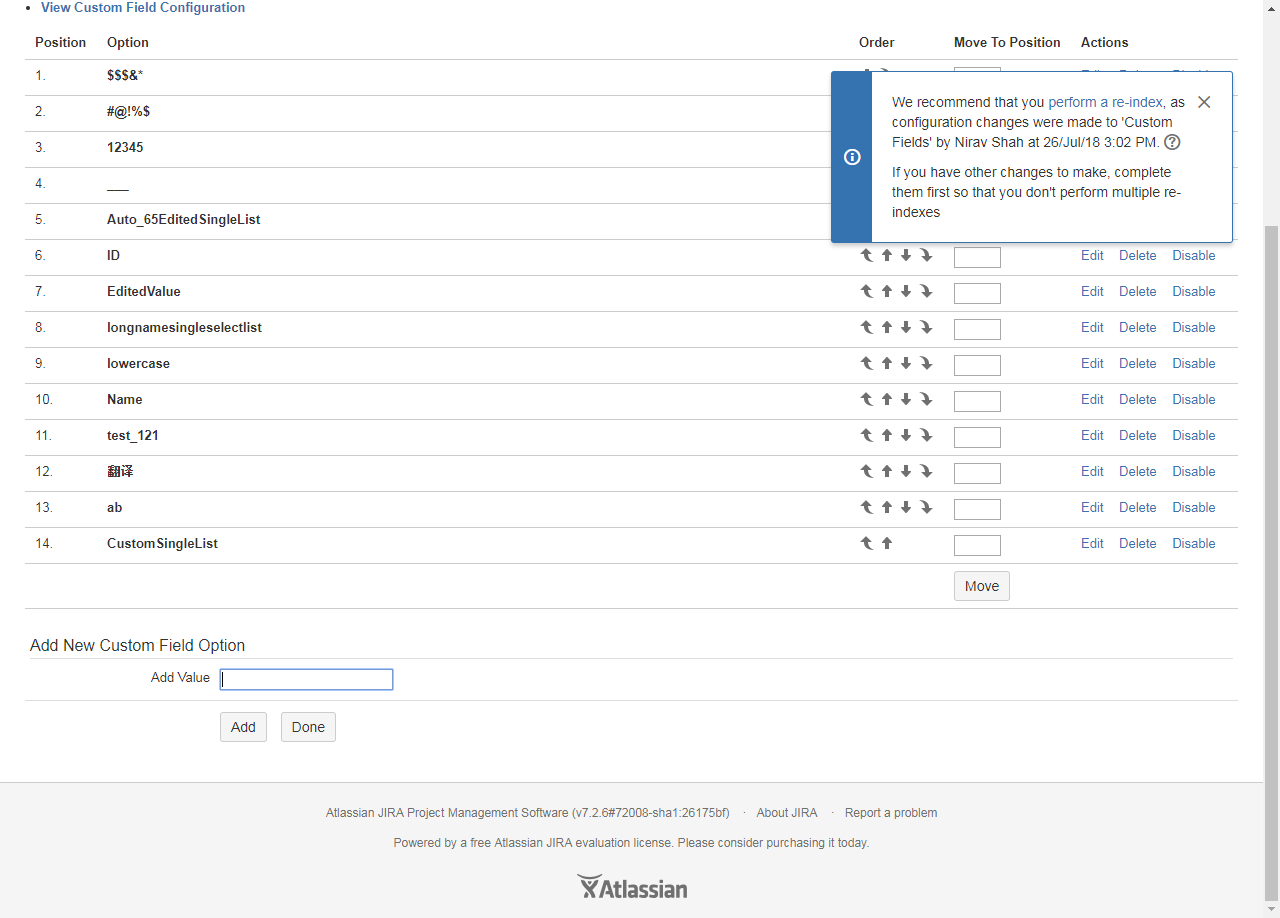 View Custom Field Configuration
Position Option Order Move To Position Actions
1. $$$&*
2. #@!%$
3. 12345
4. ___
5. Auto_65EditedSingleList
We recommend that you perform a re-index, as
configuration changes were made to 'Custom
Fields' by Nirav Shah at 26/Jul/18 3:02 PM.
If you have other changes to make, complete
them first so that you don't perform multiple re-
indexes
6. ID Edit Delete Disable
7. EditedValue Edit Delete Disable
8. longnamesingleselectlist Edit Delete Disable
9. lowercase Edit Delete Disable
10. Name Edit Delete Disable
11. test_121 Edit Delete Disable
12. 翻译 Edit Delete Disable
13. ab Edit Delete Disable
14. CustomSingleList Edit Delete Disable
Move
Add New Custom Field Option
Add Value
Add Done
Atlassian JIRA Project Management Software (v7.2.6#72008-sha1:26175bf) · About JIRA · Report a problem
Powered by a free Atlassian JIRA evaluation license. Please consider purchasing it today.
Atlassian